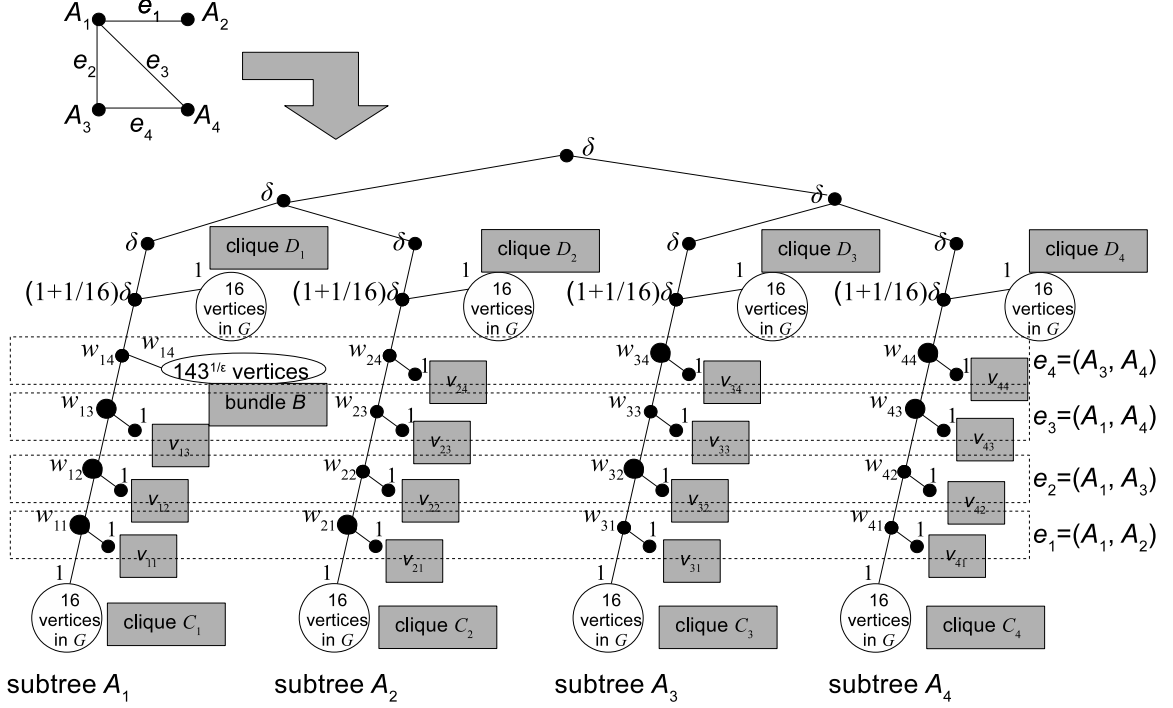 A₁ e₁ A₂
e₂ e₃
A₃ e₄ A₄
δ
δ δ
δ δ δ δ
clique D₁ clique D₂ clique D₃ clique D₄
1 1 1 1
(1+1/16)δ (1+1/16)δ (1+1/16)δ (1+1/16)δ
16 vertices in G
16 vertices in G
16 vertices in G
16 vertices in G
w₁₄ w₁₄ w₂₄ 1 w₃₄ 1 w₄₄ 1 e₄=(A₃, A₄)
143^{1/ε} vertices v₂₄ v₃₄ v₄₄
bundle B
w₁₃ 1 w₂₃ 1 w₃₃ 1 w₄₃ 1 e₃=(A₁, A₄)
v₁₃ v₂₃ v₃₃ v₄₃
w₁₂ 1 w₂₂ 1 w₃₂ 1 w₄₂ 1 e₂=(A₁, A₃)
v₁₂ v₂₂ v₃₂ v₄₂
w₁₁ 1 w₂₁ 1 w₃₁ 1 w₄₁ 1 e₁=(A₁, A₂)
v₁₁ v₂₁ v₃₁ v₄₁
1 1 1 1
16 vertices in G
clique C₁
16 vertices in G
clique C₂
16 vertices in G
clique C₃
16 vertices in G
clique C₄
subtree A₁ subtree A₂ subtree A₃ subtree A₄